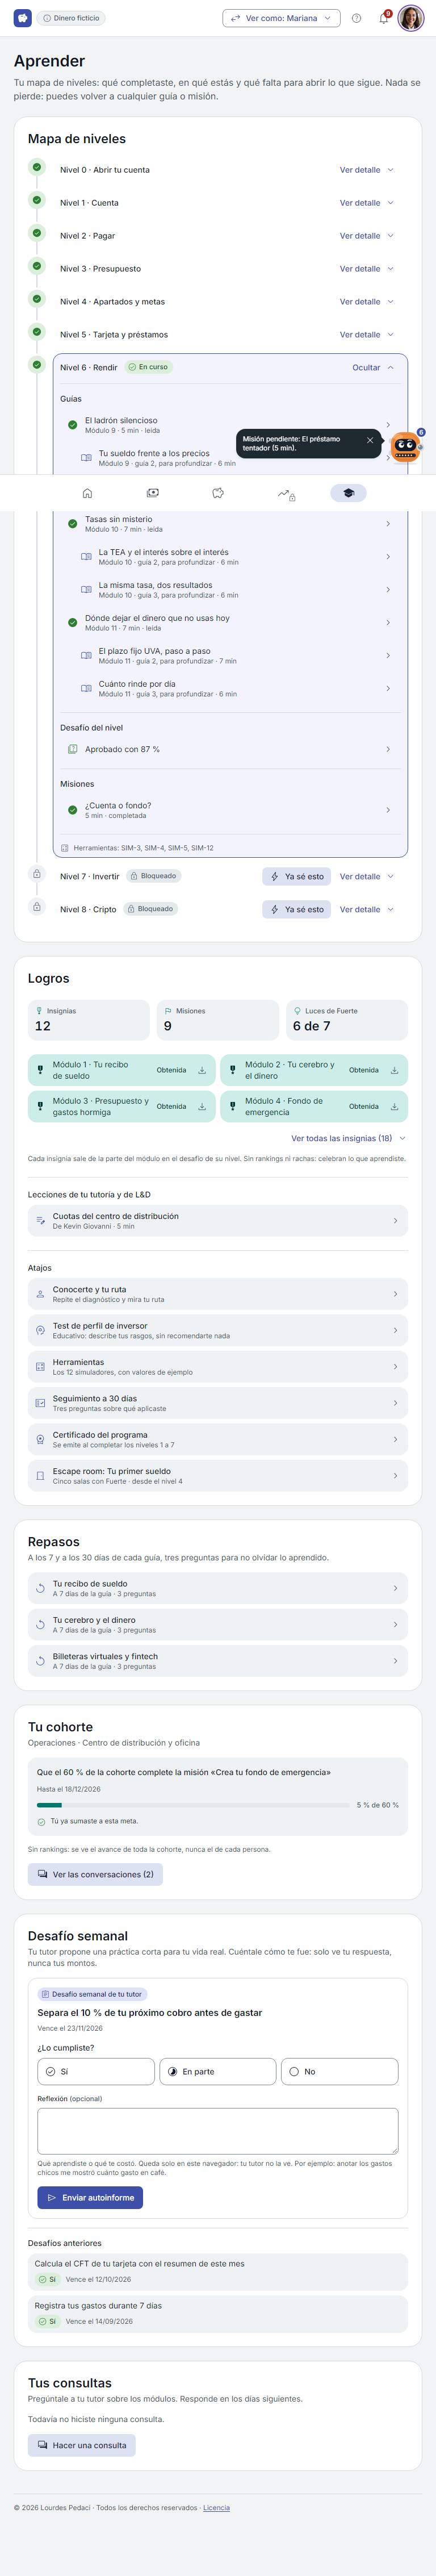 Dinero ficticio
Ver como: Mariana
9
Aprender
Tu mapa de niveles: qué completaste, en qué estás y qué falta para abrir lo que sigue. Nada se
pierde: puedes volver a cualquier guía o misión.
Mapa de niveles
Nivel 0 · Abrir tu cuenta
Ver detalle
Nivel 1 · Cuenta
Ver detalle
Nivel 2 · Pagar
Ver detalle
Nivel 3 · Presupuesto
Ver detalle
Nivel 4 · Apartados y metas
Ver detalle
Nivel 5 · Tarjeta y préstamos
Ver detalle
Nivel 6 · Rendir
En curso
Ocultar
Guías
El ladrón silencioso
Módulo 9 · 5 min · leída
Misión pendiente: El préstamo
tentador (5 min).
6
Tu sueldo frente a los precios
Módulo 9 · guía 2, para profundizar · 6 min
Tasas sin misterio
Módulo 10 · 7 min · leída
La TEA y el interés sobre el interés
Módulo 10 · guía 2, para profundizar · 6 min
La misma tasa, dos resultados
Módulo 10 · guía 3, para profundizar · 6 min
Dónde dejar el dinero que no usas hoy
Módulo 11 · 7 min · leída
El plazo fijo UVA, paso a paso
Módulo 11 · guía 2, para profundizar · 7 min
Cuánto rinde por día
Módulo 11 · guía 3, para profundizar · 6 min
Desafío del nivel
Aprobado con 87 %
Misiones
¿Cuenta o fondo?
5 min · completada
Herramientas: SIM-3, SIM-4, SIM-5, SIM-12
Nivel 7 · Invertir
Bloqueado
Ya sé esto
Ver detalle
Nivel 8 · Cripto
Bloqueado
Ya sé esto
Ver detalle
Logros
Insignias
12
Misiones
9
Luces de Fuerte
6 de 7
Módulo 1 · Tu recibo
de sueldo
Obtenida
Módulo 2 · Tu cerebro y
el dinero
Obtenida
Módulo 3 · Presupuesto y
gastos hormiga
Obtenida
Módulo 4 · Fondo de
emergencia
Obtenida
Ver todas las insignias (18)
Cada insignia sale de la parte del módulo en el desafío de su nivel. Sin rankings ni rachas: celebran lo que aprendiste.
Lecciones de tu tutoría y de L&D
Cuotas del centro de distribución
De Kevin Giovanni · 5 min
Atajos
Conocerte y tu ruta
Repite el diagnóstico y mira tu ruta
Test de perfil de inversor
Educativo: describe tus rasgos, sin recomendarte nada
Herramientas
Los 12 simuladores, con valores de ejemplo
Seguimiento a 30 días
Tres preguntas sobre qué aplicaste
Certificado del programa
Se emite al completar los niveles 1 a 7
Escape room: Tu primer sueldo
Cinco salas con Fuerte · desde el nivel 4
Repasos
A los 7 y a los 30 días de cada guía, tres preguntas para no olvidar lo aprendido.
Tu recibo de sueldo
A 7 días de la guía · 3 preguntas
Tu cerebro y el dinero
A 7 días de la guía · 3 preguntas
Billeteras virtuales y fintech
A 7 días de la guía · 3 preguntas
Tu cohorte
Operaciones · Centro de distribución y oficina
Que el 60 % de la cohorte complete la misión «Crea tu fondo de emergencia»
Hasta el 18/12/2026
5 % de 60 %
Tú ya sumaste a esta meta.
Sin rankings: se ve el avance de toda la cohorte, nunca el de cada persona.
Ver las conversaciones (2)
Desafío semanal
Tu tutor propone una práctica corta para tu vida real. Cuéntale cómo te fue: solo ve tu respuesta,
nunca tus montos.
Desafío semanal de tu tutor
Separa el 10 % de tu próximo cobro antes de gastar
Vence el 23/11/2026
¿Lo cumpliste?
Sí
En parte
No
Reflexión (opcional)
Qué aprendiste o qué te costó. Queda solo en este navegador: tu tutor no la ve. Por ejemplo: anotar los gastos
chicos me mostró cuánto gasto en café.
Enviar autoinforme
Desafíos anteriores
Calcula el CFT de tu tarjeta con el resumen de este mes
Sí
Vence el 12/10/2026
Registra tus gastos durante 7 días
Sí
Vence el 14/09/2026
Tus consultas
Pregúntale a tu tutor sobre los módulos. Responde en los días siguientes.
Todavía no hiciste ninguna consulta.
Hacer una consulta
© 2026 Lourdes Pedaci · Todos los derechos reservados · Licencia